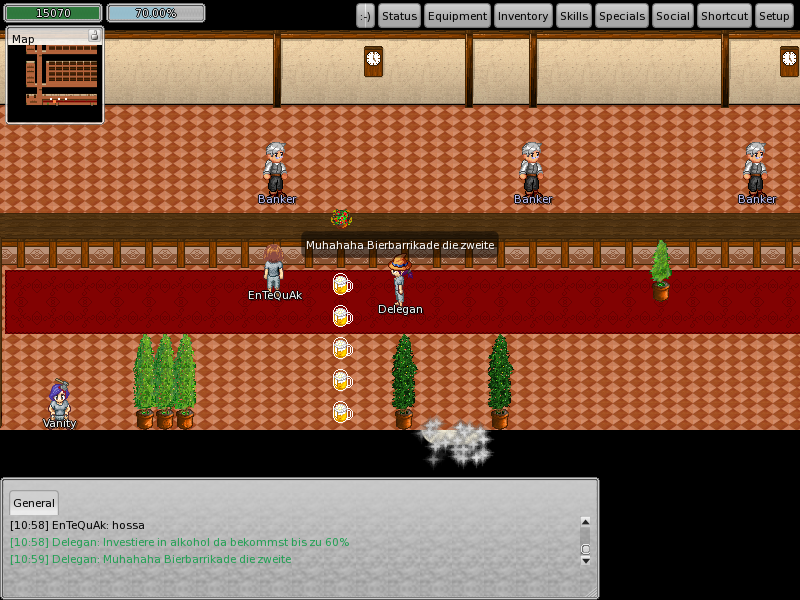 15070
70.00%
:-)
Status
Equipment
Inventory
Skills
Specials
Social
Shortcut
Setup
Map
Banker
Banker
Banker
Muhahaha Bierbarrikade die zweite
EnTeQuAk
Delegan
Vanity
General
[10:58] EnTeQuAk: hossa
[10:58] Delegan: Investiere in alkohol da bekommst bis zu 60%
[10:59] Delegan: Muhahaha Bierbarrikade die zweite